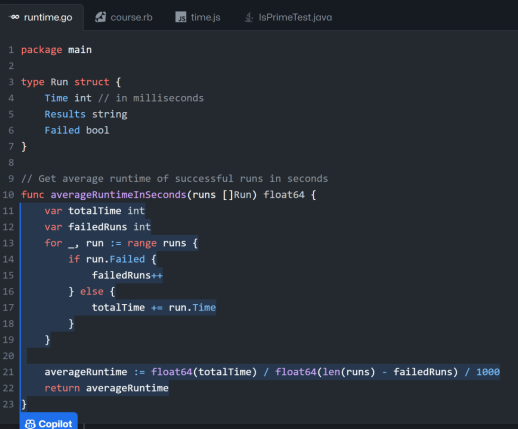 runtime.go course.rb time.js IsPrimeTest.java
1 package main
2
3 type Run struct {
4     Time int // in milliseconds
5     Results string
6     Failed bool
7 }
8
9 // Get average runtime of successful runs in seconds
10 func averageRuntimeInSeconds(runs []Run) float64 {
11     var totalTime int
12     var failedRuns int
13     for _, run := range runs {
14         if run.Failed {
15             failedRuns++
16         } else {
17             totalTime += run.Time
18         }
19     }
20
21     averageRuntime := float64(totalTime) / float64(len(runs) - failedRuns) / 1000
22     return averageRuntime
23 }
Copilot